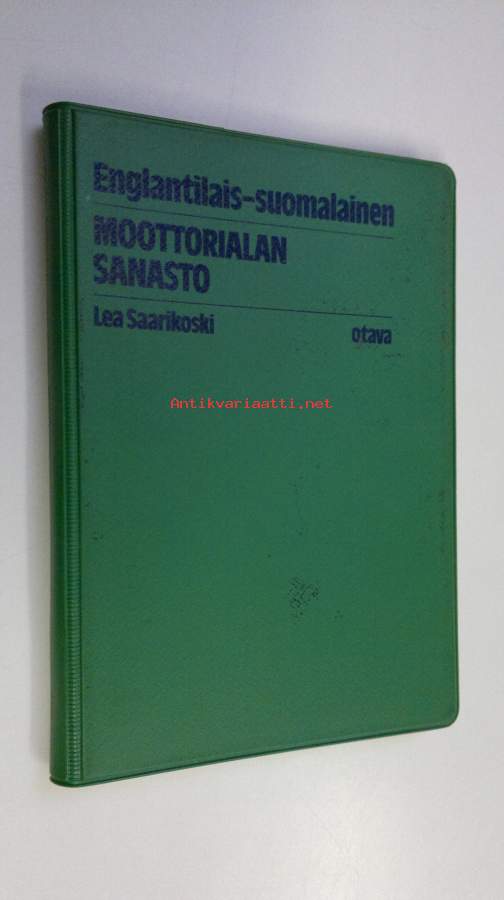 Englantilais-suomalainen
MOOTTORIALAN
SANASTO
Lea Saarikoski otava
Antikvariaatti.net